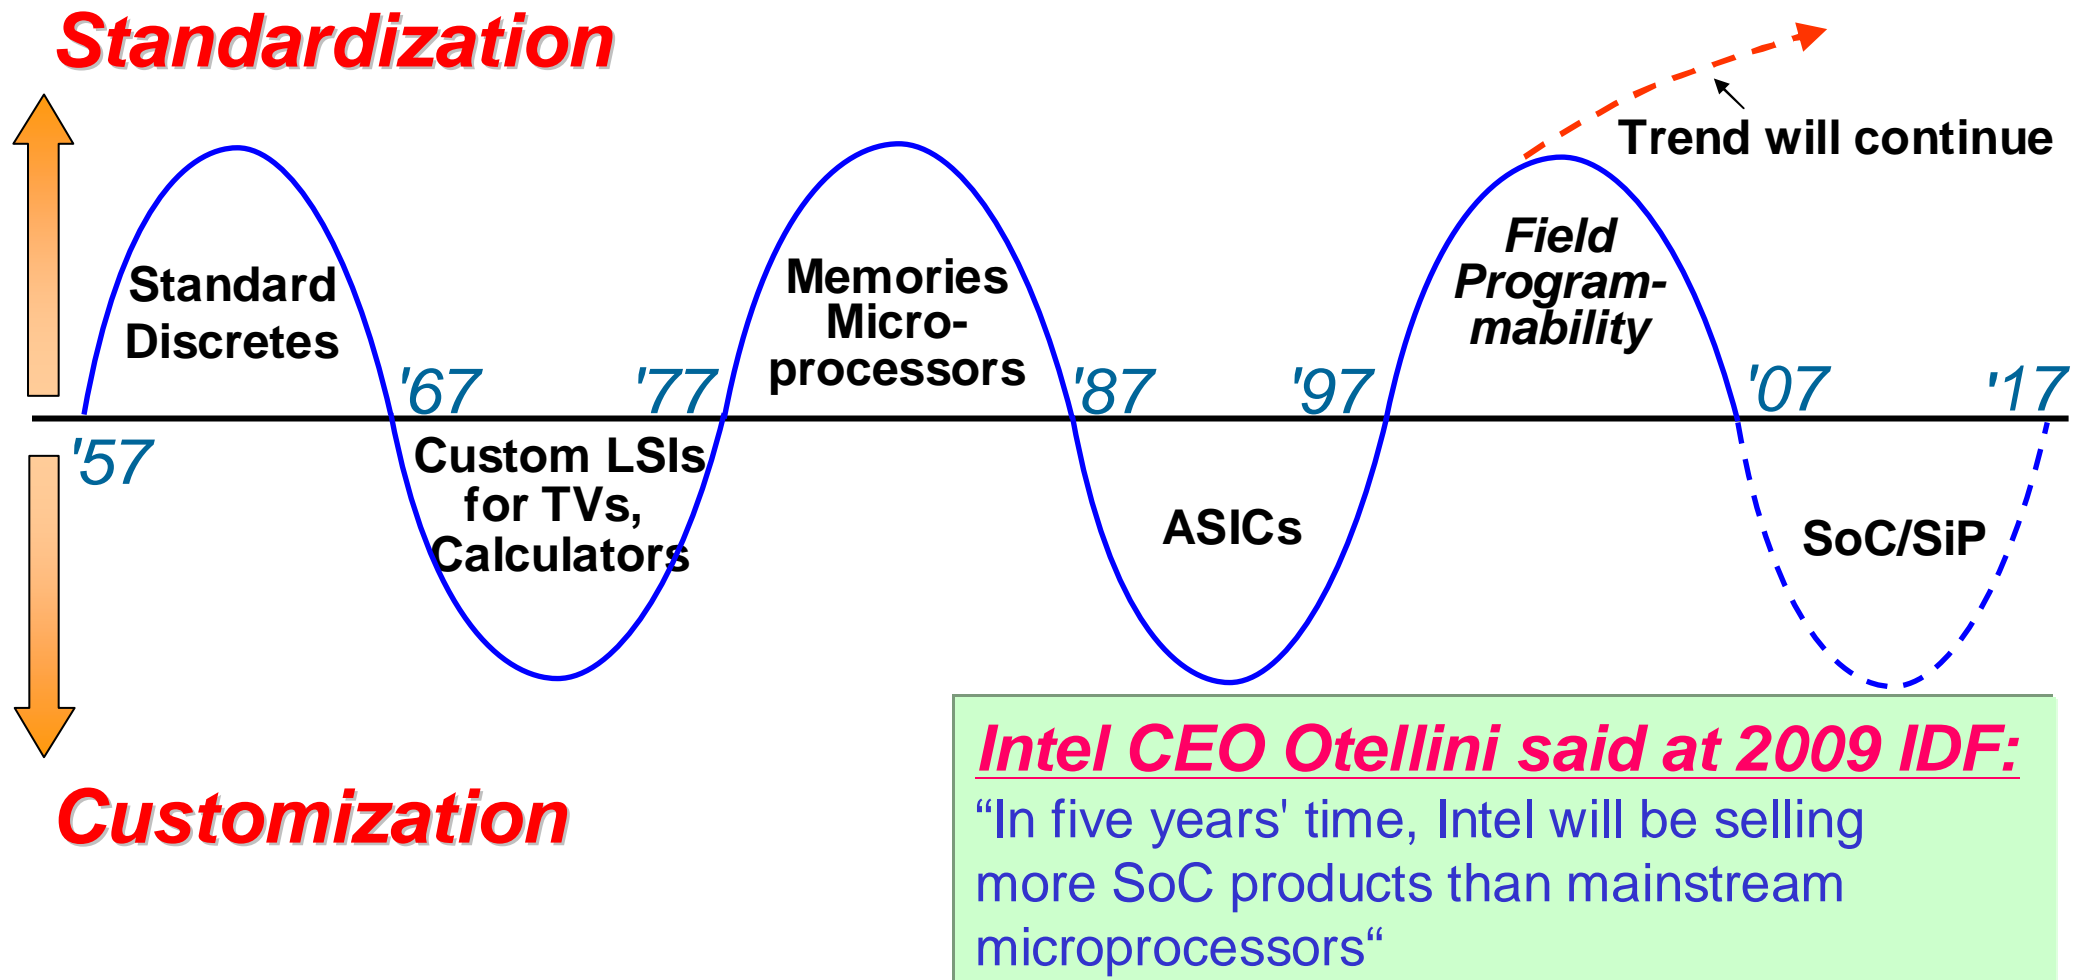 Standardization
Trend will continue
Standard
Discretes
Memories
Micro-
processors
Field
Program-
mability
'57
'67
'77
'87
'97
'07
'17
Custom LSIs
for TVs,
Calculators
ASICs
SoC/SiP
Customization
Intel CEO Otellini said at 2009 IDF:
“In five years' time, Intel will be selling
more SoC products than mainstream
microprocessors“